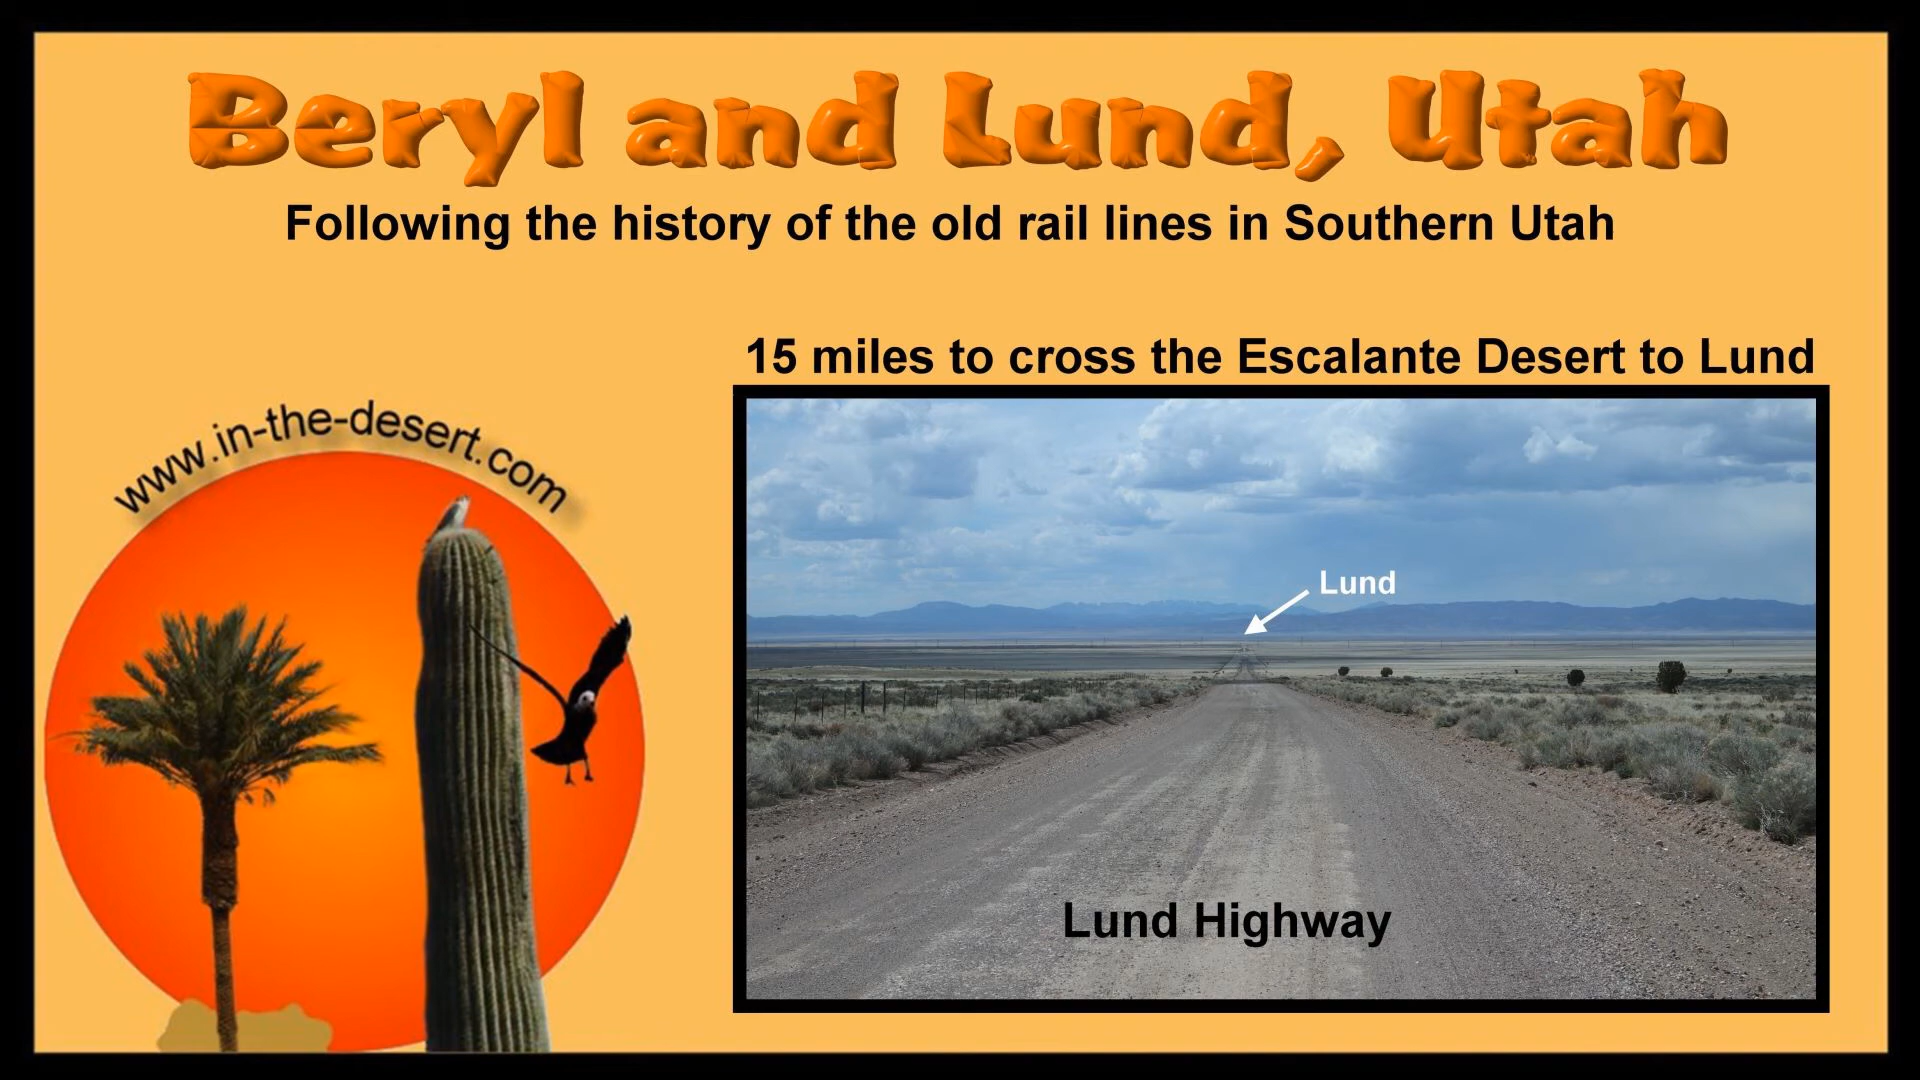 Beryl and Lund, Utah
Following the history of the old rail lines in Southern Utah
15 miles to cross the Escalante Desert to Lund
www.in-the-desert.com
Lund
Lund Highway